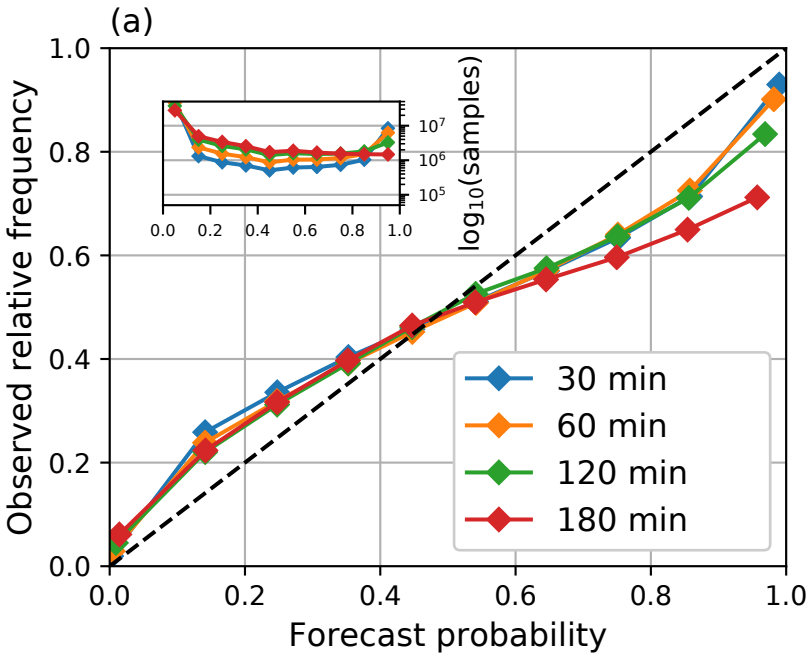 (a)
Observed relative frequency
1.0
0.8
0.6
0.4
0.2
0.0
0.0 0.2 0.4 0.6 0.8 1.0
Forecast probability
10⁷
10⁶
10⁵
log₁₀(samples)
0.0 0.2 0.4 0.6 0.8 1.0
30 min
60 min
120 min
180 min